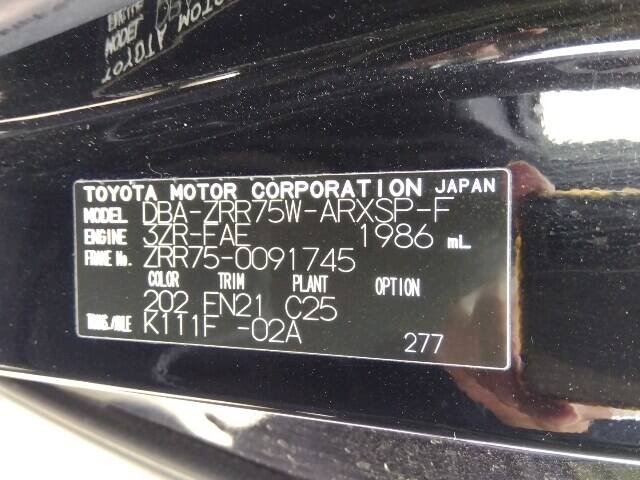 TOYOTA MOTOR CORPORATION JAPAN
MODEL DBA-ZRR75W-ARXSP-F
ENGINE 3ZR-FAE 1986 mL
FRAME No. ZRR75-0091745
COLOR TRIM PLANT OPTION
202 FN21 C25
TRANS./AXLE K111F -02A
277